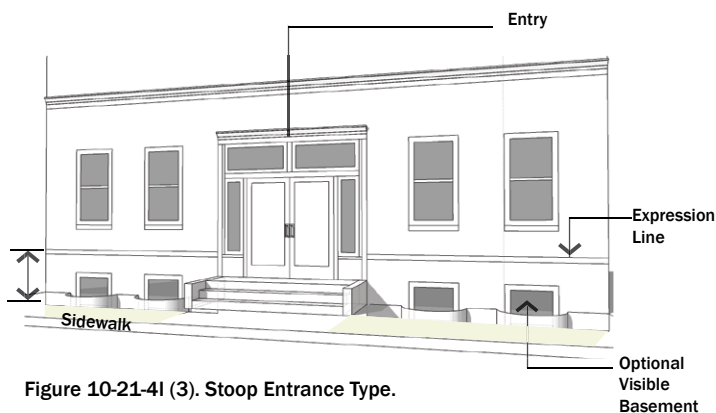 Entry
Expression
Line
Sidewalk
Optional
Visible
Basement
Figure 10-21-4I (3). Stoop Entrance Type.